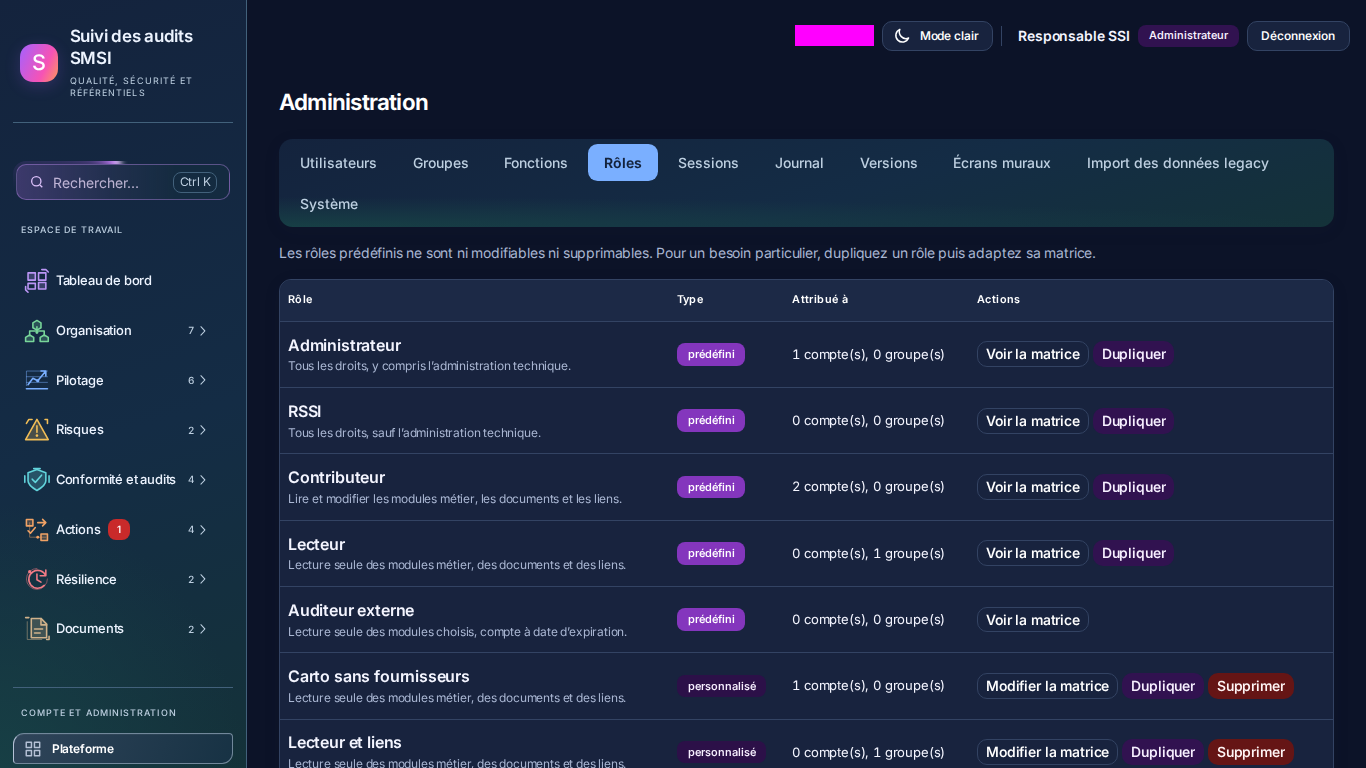 Suivi des audits
SMSI
QUALITÉ, SÉCURITÉ ET
RÉFÉRENTIELS
Rechercher...
Ctrl K
ESPACE DE TRAVAIL
Tableau de bord
Organisation 7
Pilotage 6
Risques 2
Conformité et audits 4
Actions 1 4
Résilience 2
Documents 2
COMPTE ET ADMINISTRATION
Plateforme
Mode clair
Responsable SSI
Administrateur
Déconnexion
Administration
Utilisateurs Groupes Fonctions Rôles Sessions Journal Versions Écrans muraux Import des données legacy
Système
Les rôles prédéfinis ne sont ni modifiables ni supprimables. Pour un besoin particulier, dupliquez un rôle puis adaptez sa matrice.
Rôle Type Attribué à Actions
Administrateur
Tous les droits, y compris l'administration technique.
prédéfini
1 compte(s), 0 groupe(s)
Voir la matrice Dupliquer
RSSI
Tous les droits, sauf l'administration technique.
prédéfini
0 compte(s), 0 groupe(s)
Voir la matrice Dupliquer
Contributeur
Lire et modifier les modules métier, les documents et les liens.
prédéfini
2 compte(s), 0 groupe(s)
Voir la matrice Dupliquer
Lecteur
Lecture seule des modules métier, des documents et des liens.
prédéfini
0 compte(s), 1 groupe(s)
Voir la matrice Dupliquer
Auditeur externe
Lecture seule des modules choisis, compte à date d'expiration.
prédéfini
0 compte(s), 0 groupe(s)
Voir la matrice
Carto sans fournisseurs
Lecture seule des modules métier, des documents et des liens.
personnalisé
1 compte(s), 0 groupe(s)
Modifier la matrice Dupliquer Supprimer
Lecteur et liens
Lecture seule des modules métier, des documents et des liens.
personnalisé
0 compte(s), 1 groupe(s)
Modifier la matrice Dupliquer Supprimer